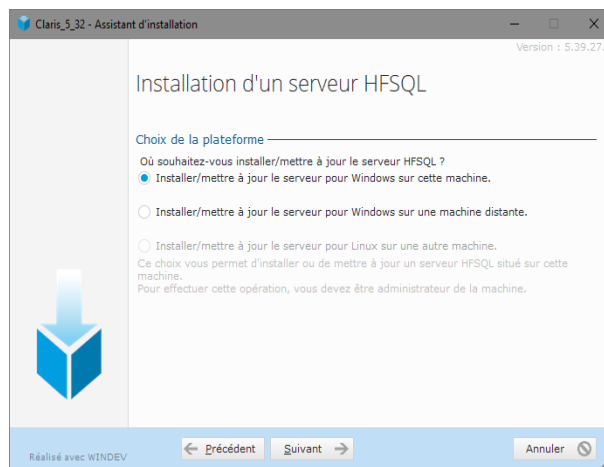 Claris_5_32 - Assistant d'installation
Version : 5.39.27.
Installation d'un serveur HFSQL
Choix de la plateforme
Où souhaitez-vous installer/mettre à jour le serveur HFSQL ?
Installer/mettre à jour le serveur pour Windows sur cette machine.
Installer/mettre à jour le serveur pour Windows sur une machine distante.
Installer/mettre à jour le serveur pour Linux sur une autre machine.
Ce choix vous permet d'installer ou de mettre à jour un serveur HFSQL situé sur cette
machine.
Pour effectuer cette opération, vous devez être administrateur de la machine.
Réalisé avec WINDEV
Précédent
Suivant
Annuler